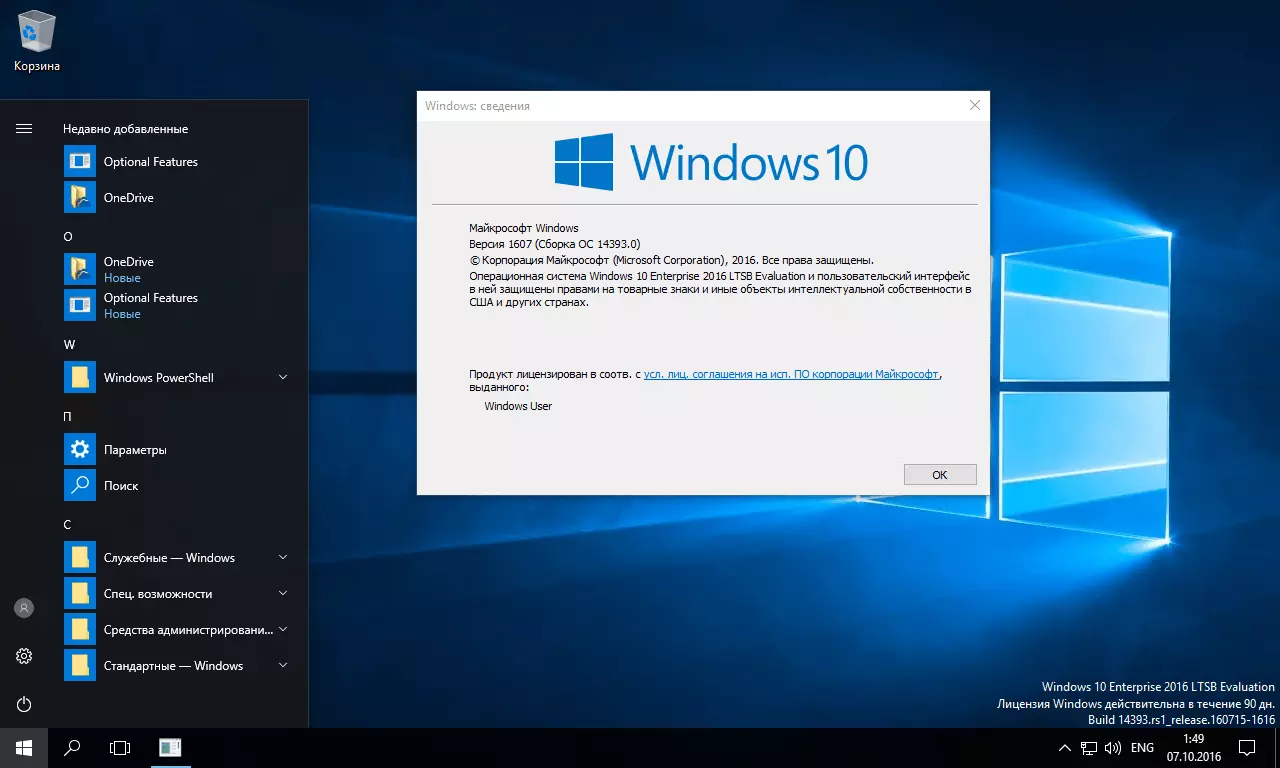 Корзина
Недавно добавленные
Optional Features
OneDrive
O
OneDrive
Новые
Optional Features
Новые
W
Windows PowerShell
П
Параметры
Поиск
С
Служебные — Windows
Спец. возможности
Средства администрировани...
Стандартные — Windows
Windows: сведения
Windows 10
Майкрософт Windows
Версия 1607 (Сборка ОС 14393.0)
© Корпорация Майкрософт (Microsoft Corporation), 2016. Все права защищены.
Операционная система Windows 10 Enterprise 2016 LTSB Evaluation и пользовательский интерфейс
в ней защищены правами на товарные знаки и иные объекты интеллектуальной собственности в
США и других странах.
Продукт лицензирован в соотв. с усл. лиц. соглашения на исп. ПО корпорации Майкрософт,
выданного:
Windows User
ОК
Windows 10 Enterprise 2016 LTSB Evaluation
Лицензия Windows действительна в течение 90 дн.
Build 14393.rs1_release.160715-1616
ENG
1:49
07.10.2016